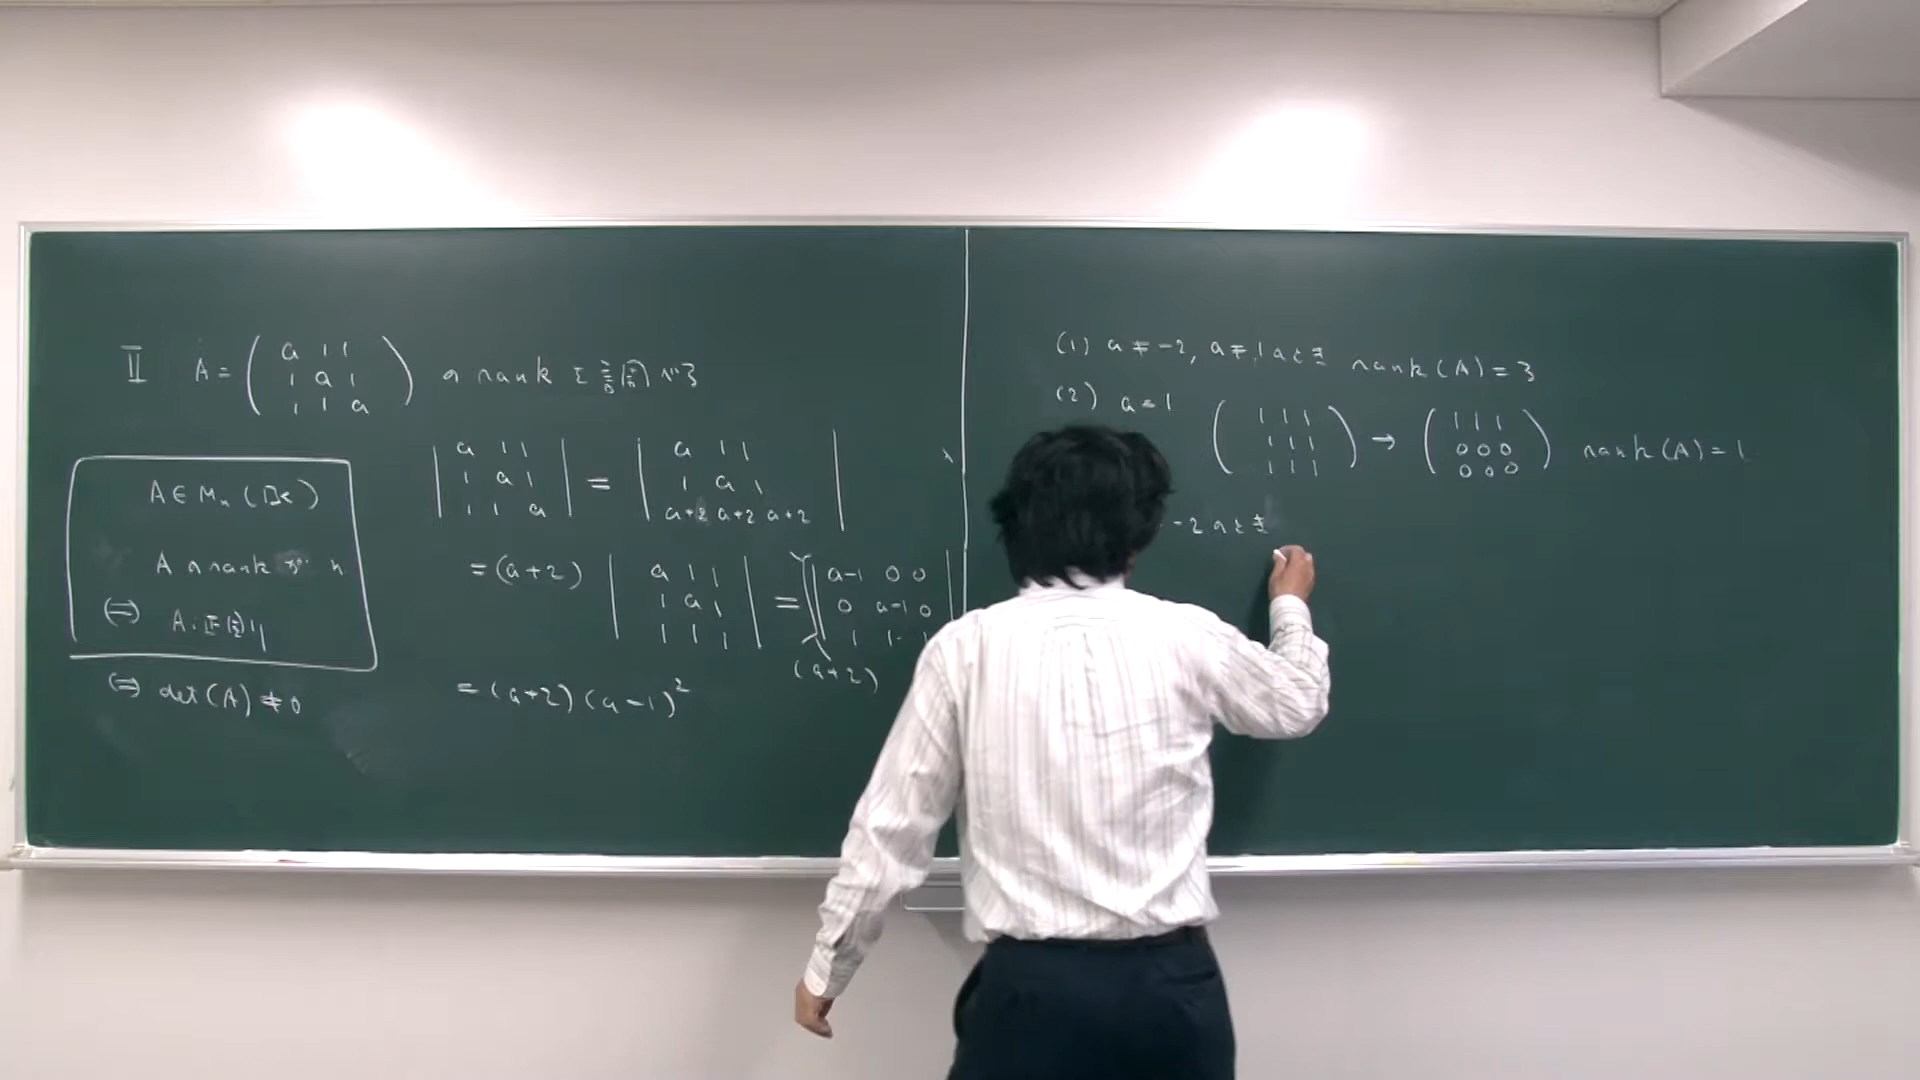 II A = ( a 1 1 / 1 a 1 / 1 1 a ) の rank を計算せよ
A ∈ Mn (
A の rank が n
⇔ A : 正則
⇔ det (A) ≠ 0
| a 1 1 / 1 a 1 / 1 1 a | = | a 1 1 / 1 a 1 / a+2 a+2 a+2 |
= (a+2) | a 1 1 / 1 a 1 / 1 1 1 | = | a-1 0 0 / 0 a-1 0 / 1 1 1 |
(a+2)
= (a+2) (a-1)²
(1) a ≠ -2, a ≠ 1 のとき rank (A) = 3
(2) a = 1 ( 1 1 1 / 1 1 1 / 1 1 1 ) → ( 1 1 1 / 0 0 0 / 0 0 0 ) rank (A) = 1
-2 のとき